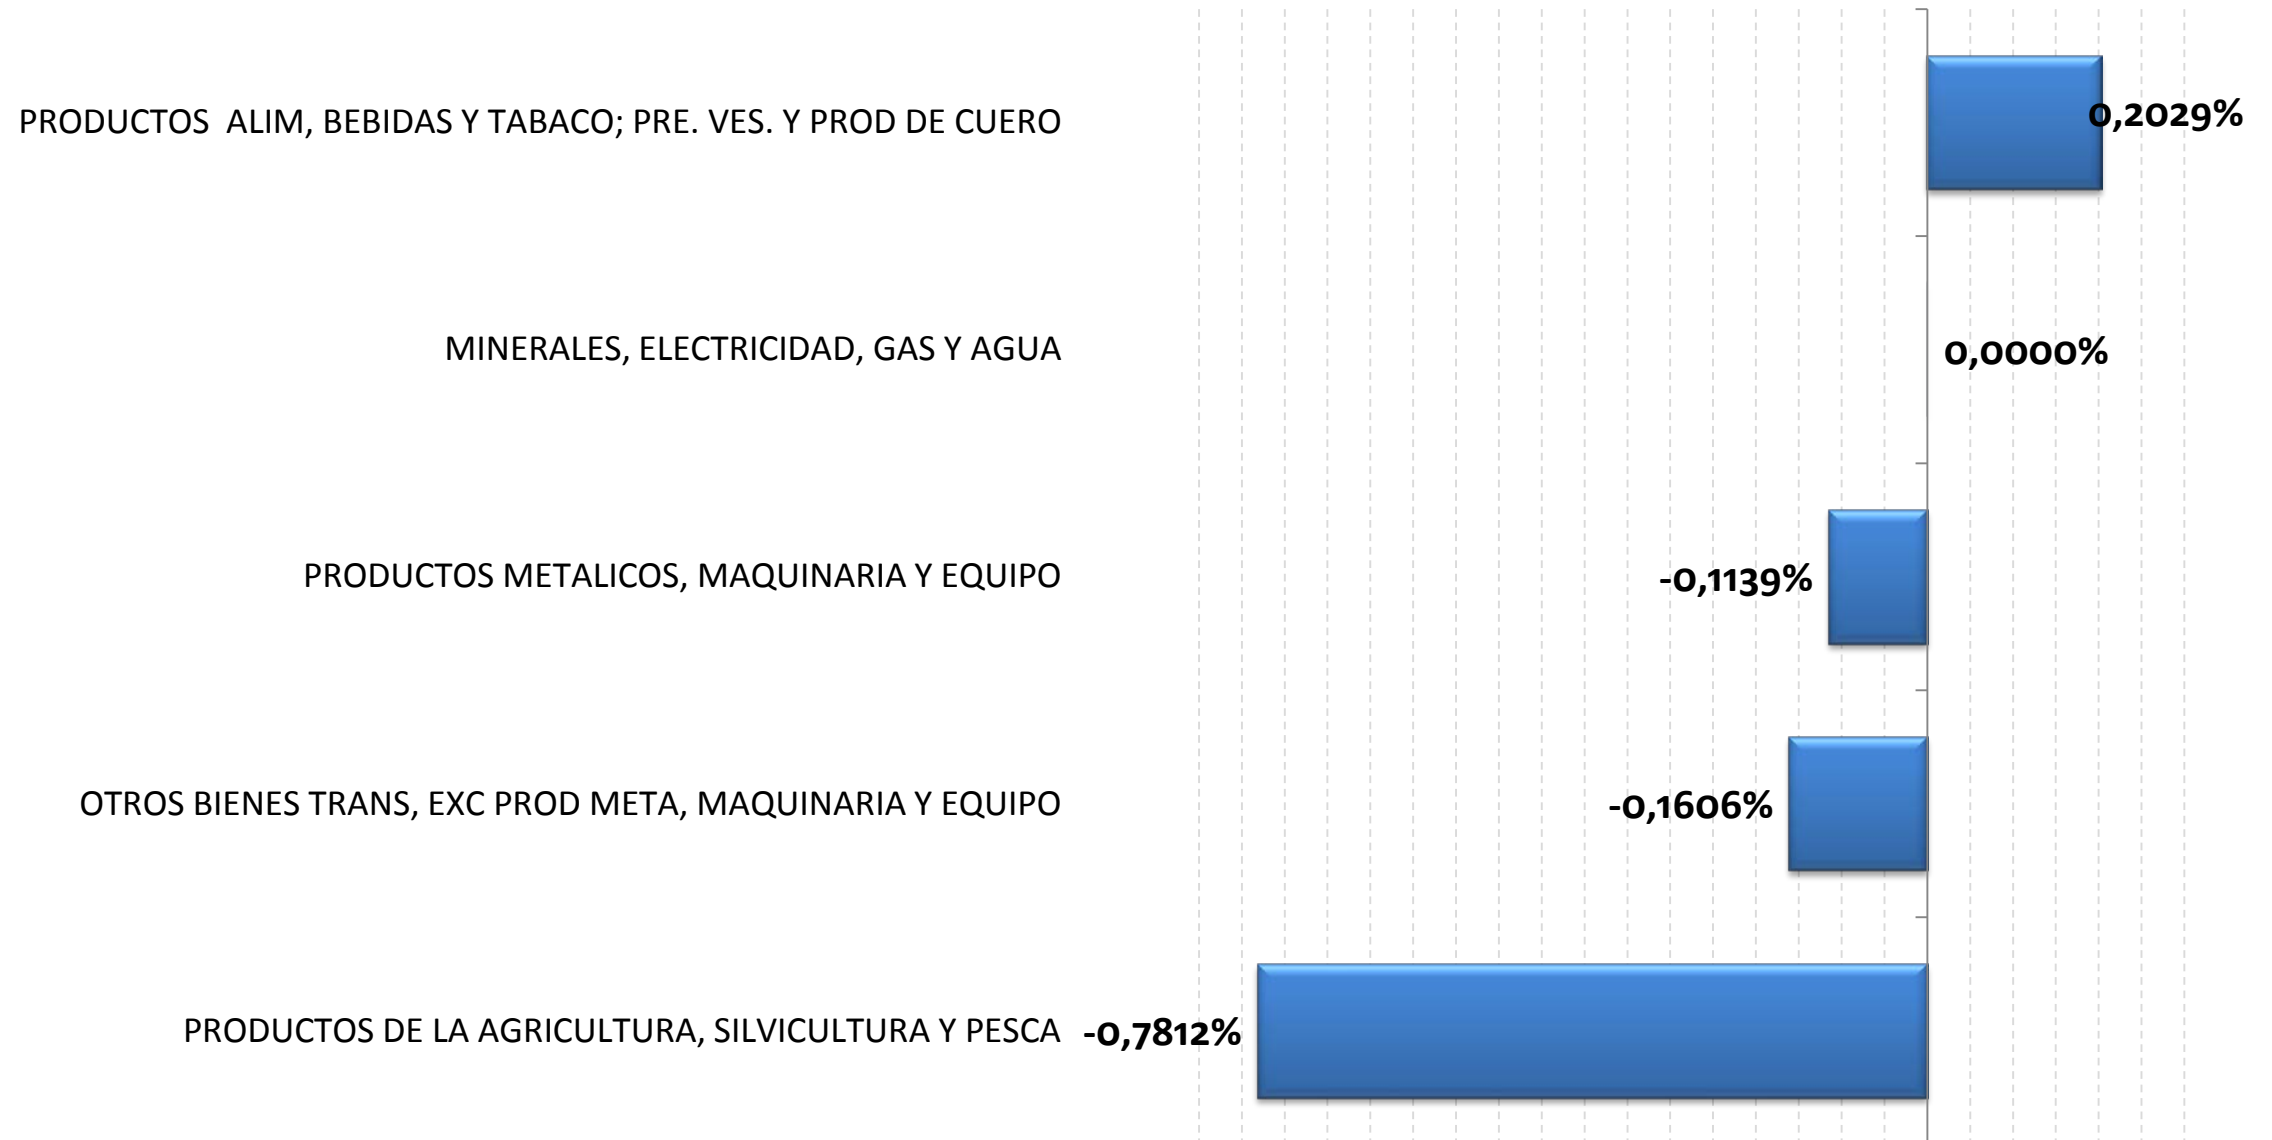 PRODUCTOS  ALIM, BEBIDAS Y TABACO; PRE. VES. Y PROD DE CUERO
0,2029%
MINERALES, ELECTRICIDAD, GAS Y AGUA
0,0000%
PRODUCTOS METALICOS, MAQUINARIA Y EQUIPO
-0,1139%
OTROS BIENES TRANS, EXC PROD META, MAQUINARIA Y EQUIPO
-0,1606%
PRODUCTOS DE LA AGRICULTURA, SILVICULTURA Y PESCA
-0,7812%